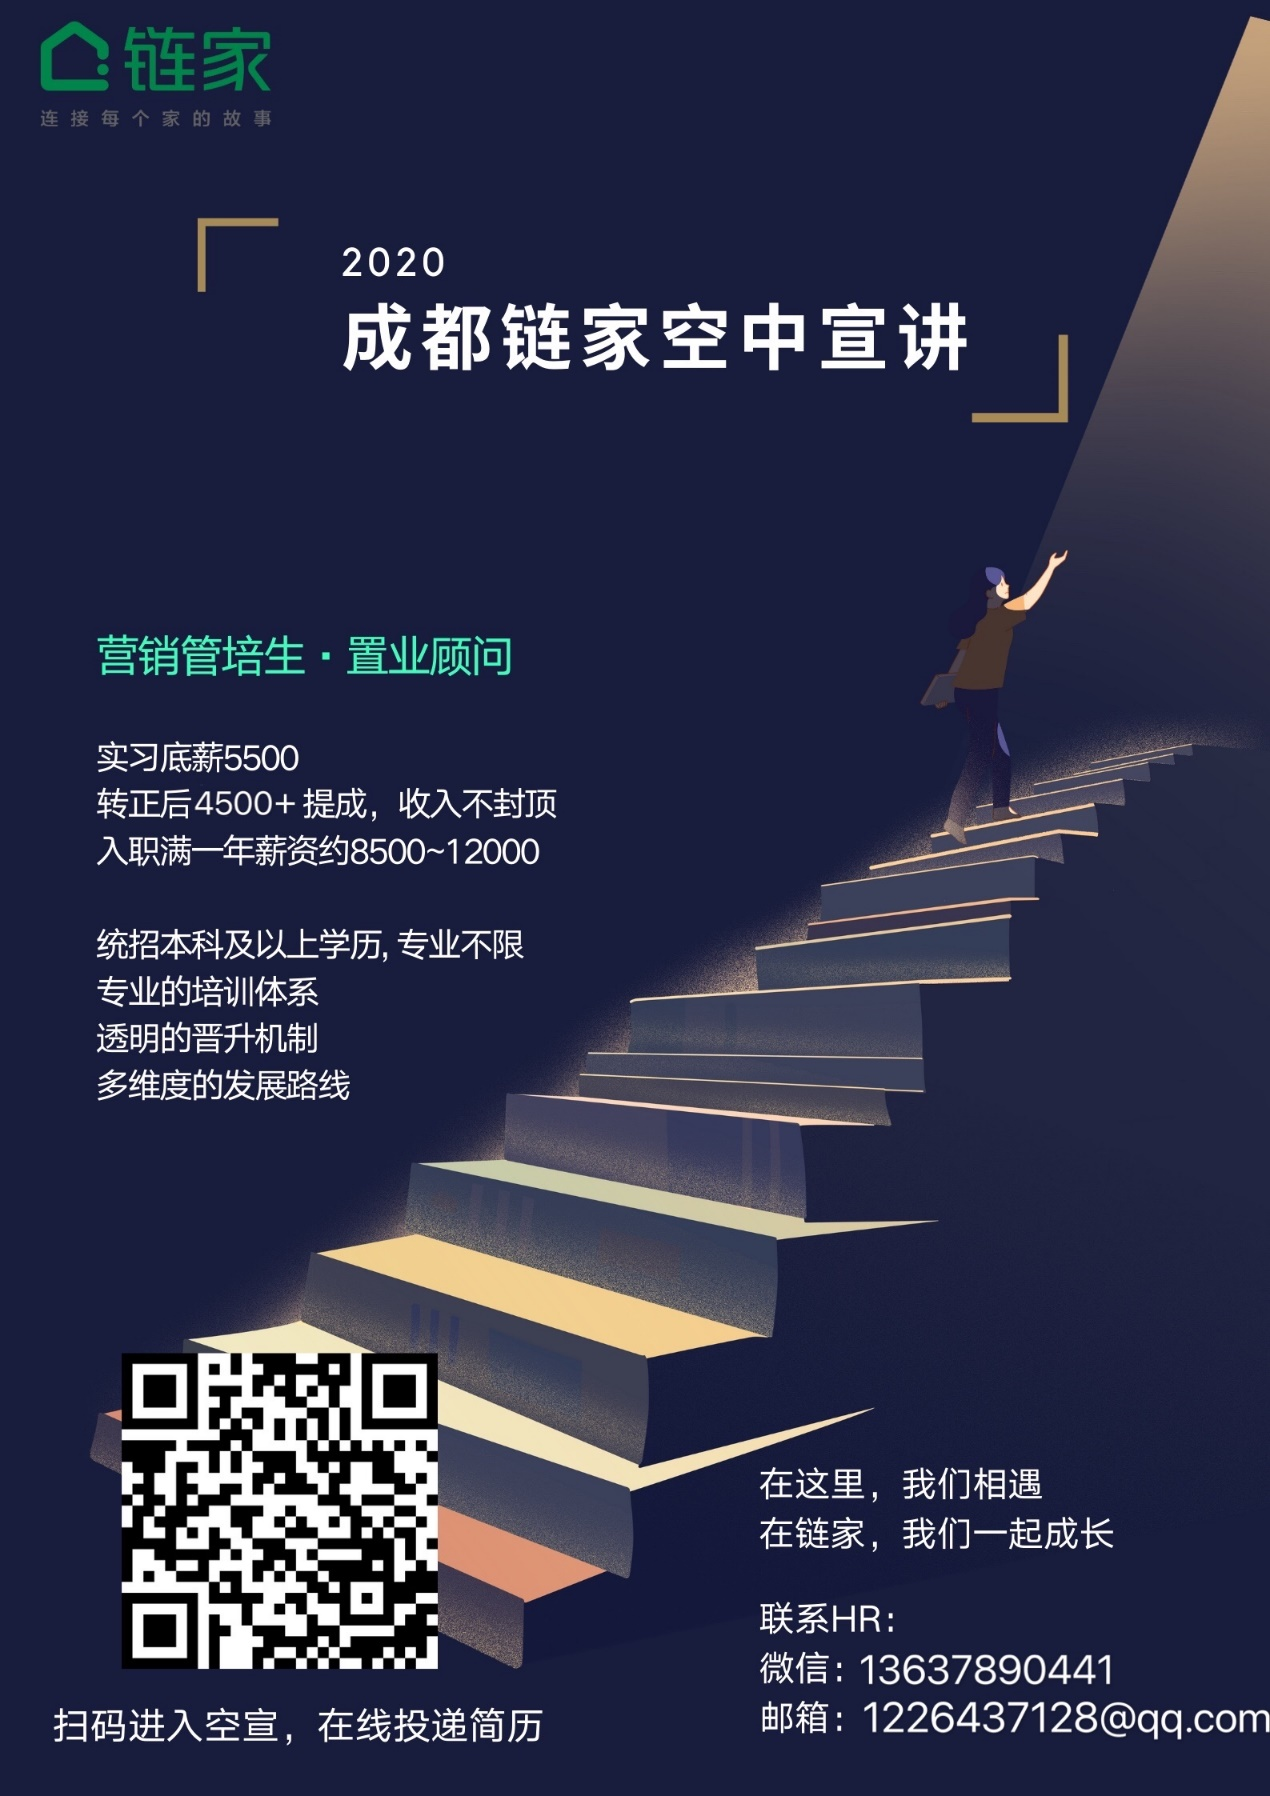 链家
连接每个家的故事
2020
成都链家空中宣讲
营销管培生·置业顾问
实习底薪5500
转正后4500+提成，收入不封顶
入职满一年薪资约8500~12000
统招本科及以上学历, 专业不限
专业的培训体系
透明的晋升机制
多维度的发展路线
在这里，我们相遇
在链家，我们一起成长
联系HR：
微信：13637890441
邮箱：1226437128@qq.com
扫码进入空宣，在线投递简历